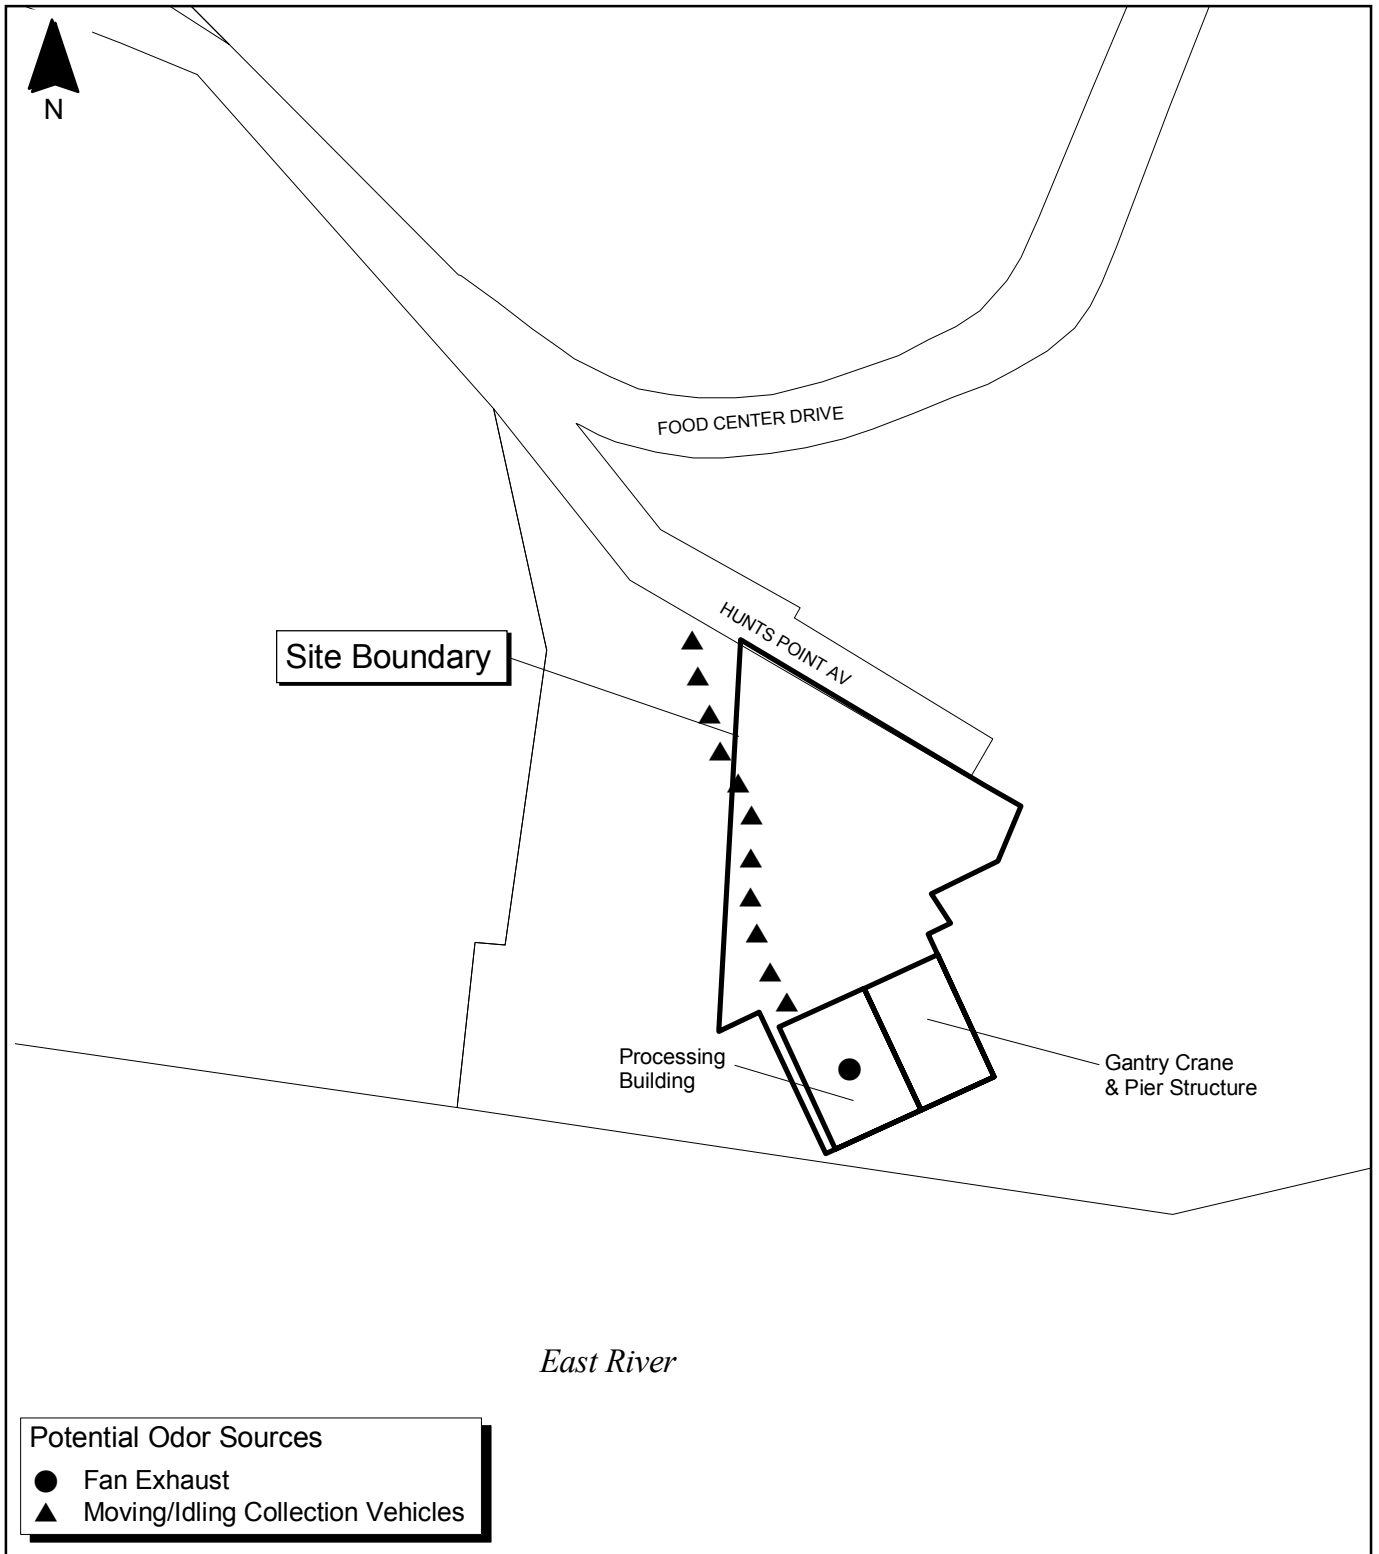 N
FOOD CENTER DRIVE
HUNTS POINT AV
Site Boundary
Processing
Building
Gantry Crane
& Pier Structure
East River
Potential Odor Sources
Fan Exhaust
Moving/Idling Collection Vehicles